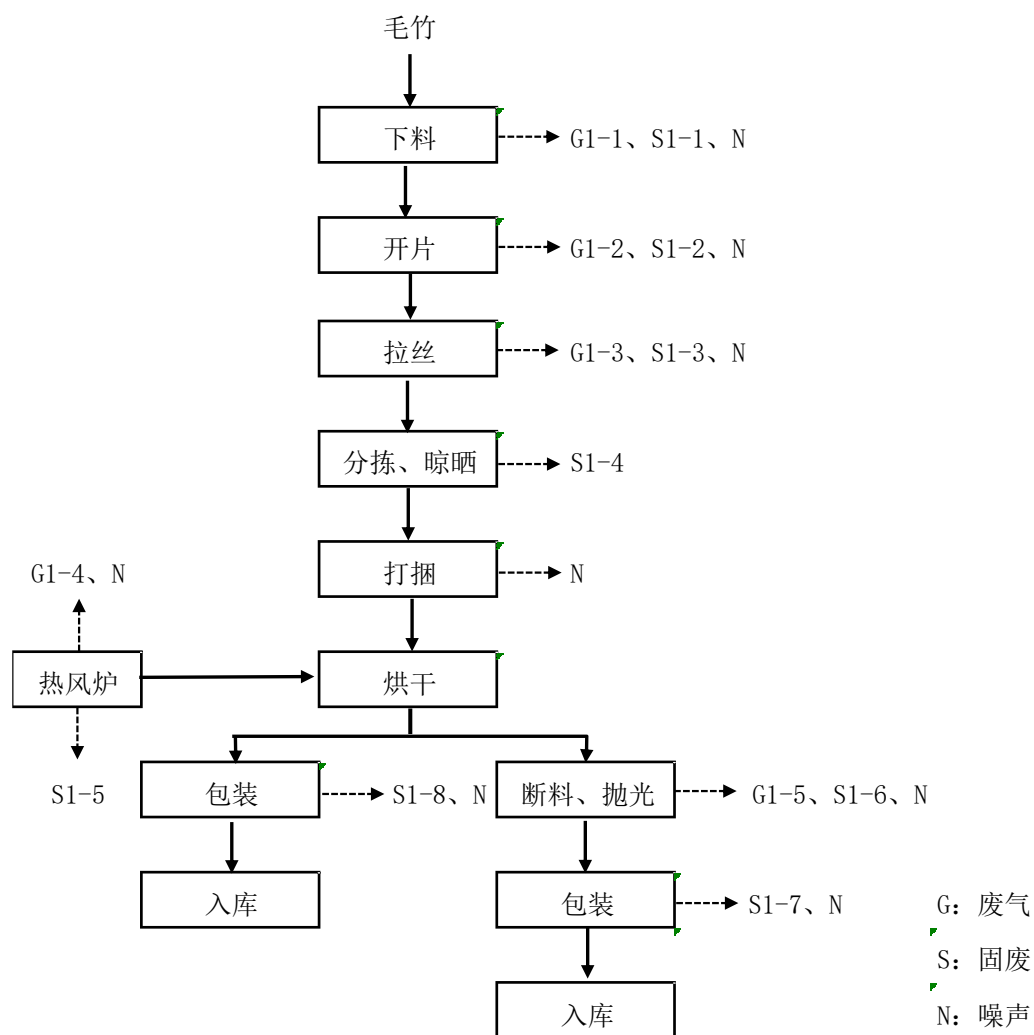 毛竹
下料
G1-1、S1-1、N
开片
G1-2、S1-2、N
拉丝
G1-3、S1-3、N
分拣、晾晒
S1-4
打捆
N
G1-4、N
热风炉
烘干
S1-5
包装
S1-8、N
断料、抛光
G1-5、S1-6、N
入库
包装
S1-7、N
入库
G：废气
S：固废
N：噪声